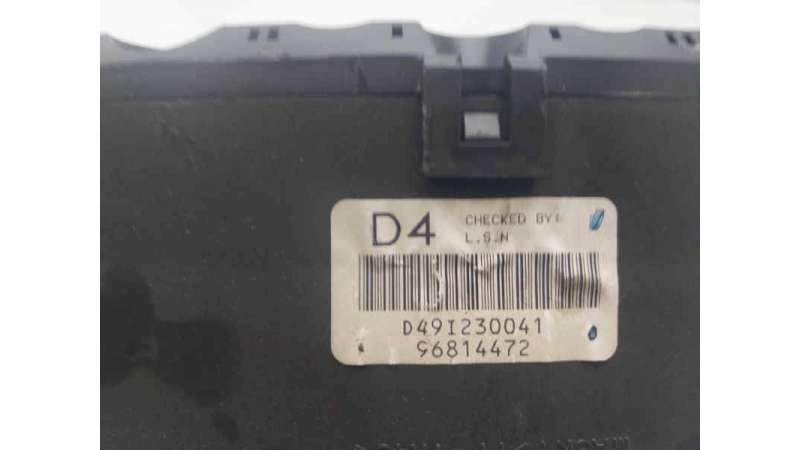 D4
CHECKED BY:
L.S.N
D49I230041
96814472